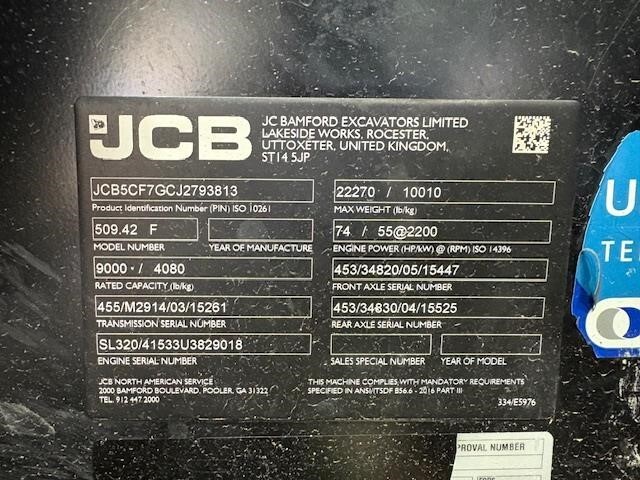 JCB
JC BAMFORD EXCAVATORS LIMITED
LAKESIDE WORKS, ROCESTER,
UTTOXETER, UNITED KINGDOM,
ST14 5JP
JCB5CF7GCJ2793813
Product Identification Number (PIN) ISO 10261
22270 / 10010
MAX WEIGHT (lb/kg)
509.42 F
MODEL NUMBER
YEAR OF MANUFACTURE
74 / 55@2200
ENGINE POWER (HP/kW) @ (RPM) ISO 14396
9000 / 4080
RATED CAPACITY (lb/kg)
453/34820/05/15447
FRONT AXLE SERIAL NUMBER
455/M2914/03/15261
TRANSMISSION SERIAL NUMBER
453/34830/04/15525
REAR AXLE SERIAL NUMBER
SL320/41533U3829018
ENGINE SERIAL NUMBER
SALES SPECIAL NUMBER
YEAR OF MODEL
JCB NORTH AMERICAN SERVICE
2000 BAMFORD BOULEVARD, POOLER, GA 31322
TEL. 912 447 2000
THIS MACHINE COMPLIES WITH MANDATORY REQUIREMENTS
SPECIFIED IN ANSI/ITSDF B56.6 - 2016 PART III
334/E5976
U
TE
PROVAL NUMBER